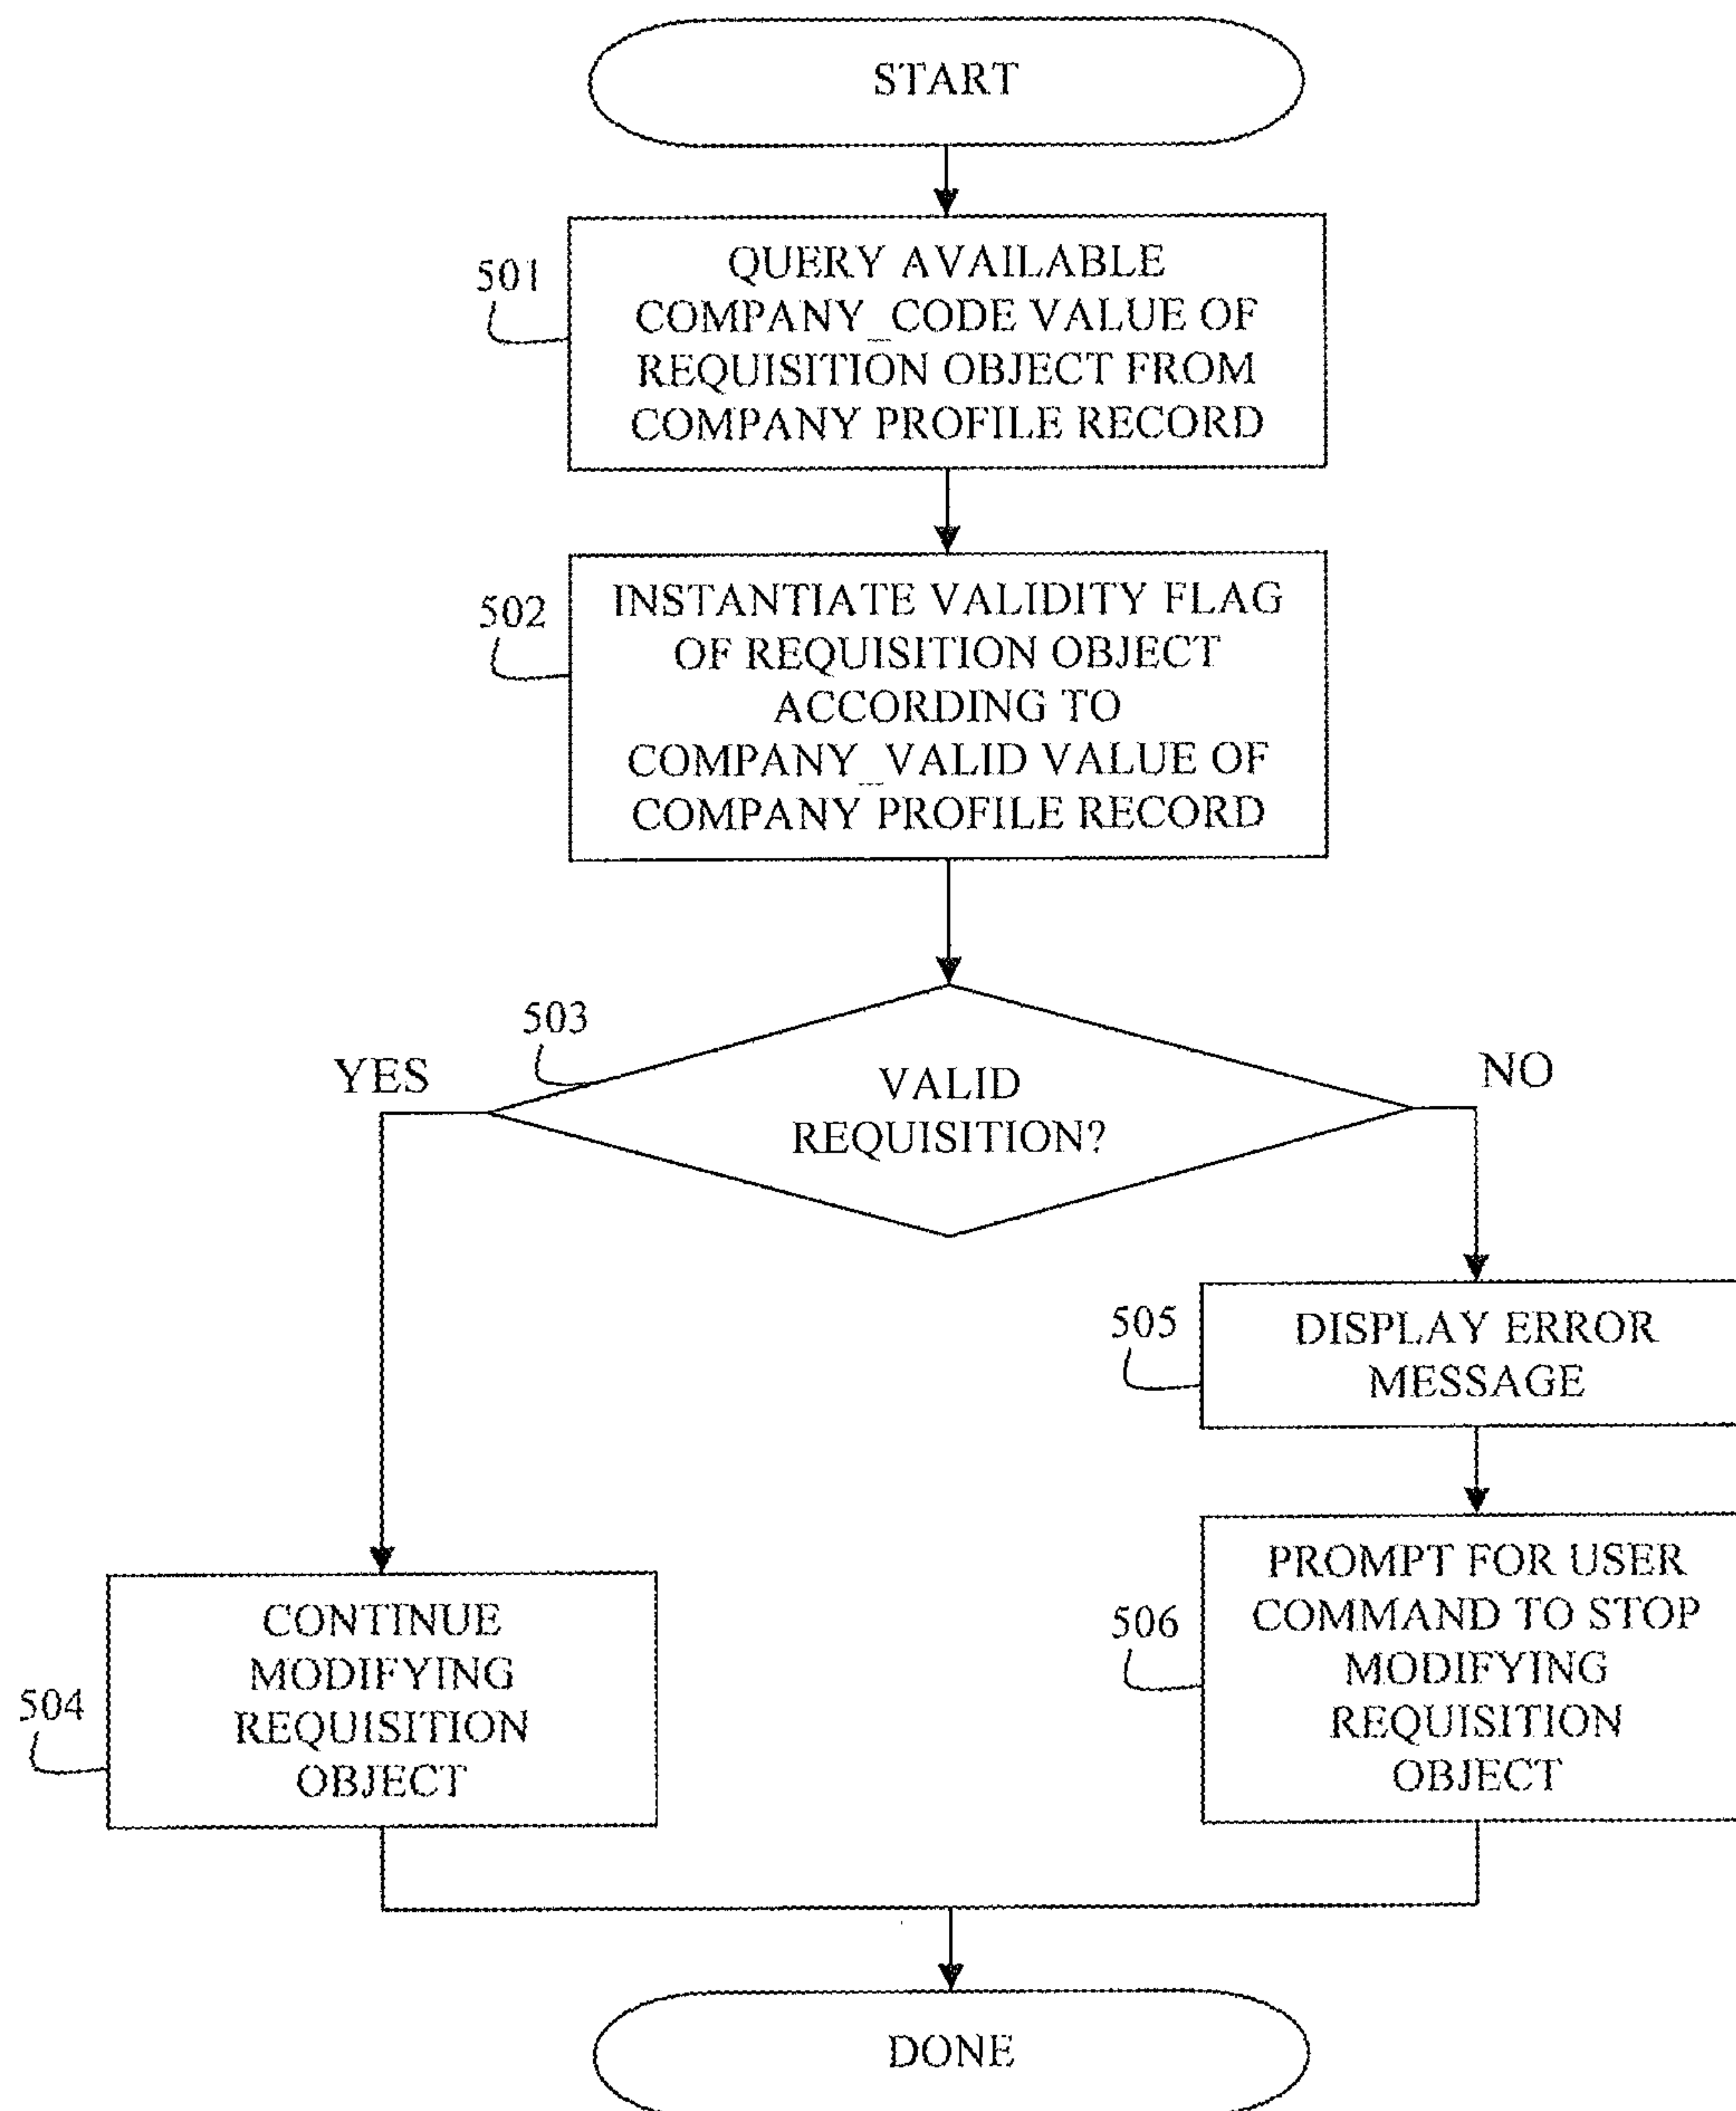 START
501
QUERY AVAILABLE
COMPANY_CODE VALUE OF
REQUISITION OBJECT FROM
COMPANY PROFILE RECORD
502
INSTANTIATE VALIDITY FLAG
OF REQUISITION OBJECT
ACCORDING TO
COMPANY_VALID VALUE OF
COMPANY PROFILE RECORD
503
YES
VALID
REQUISITION?
NO
505
DISPLAY ERROR
MESSAGE
504
CONTINUE
MODIFYING
REQUISITION
OBJECT
506
PROMPT FOR USER
COMMAND TO STOP
MODIFYING
REQUISITION
OBJECT
DONE